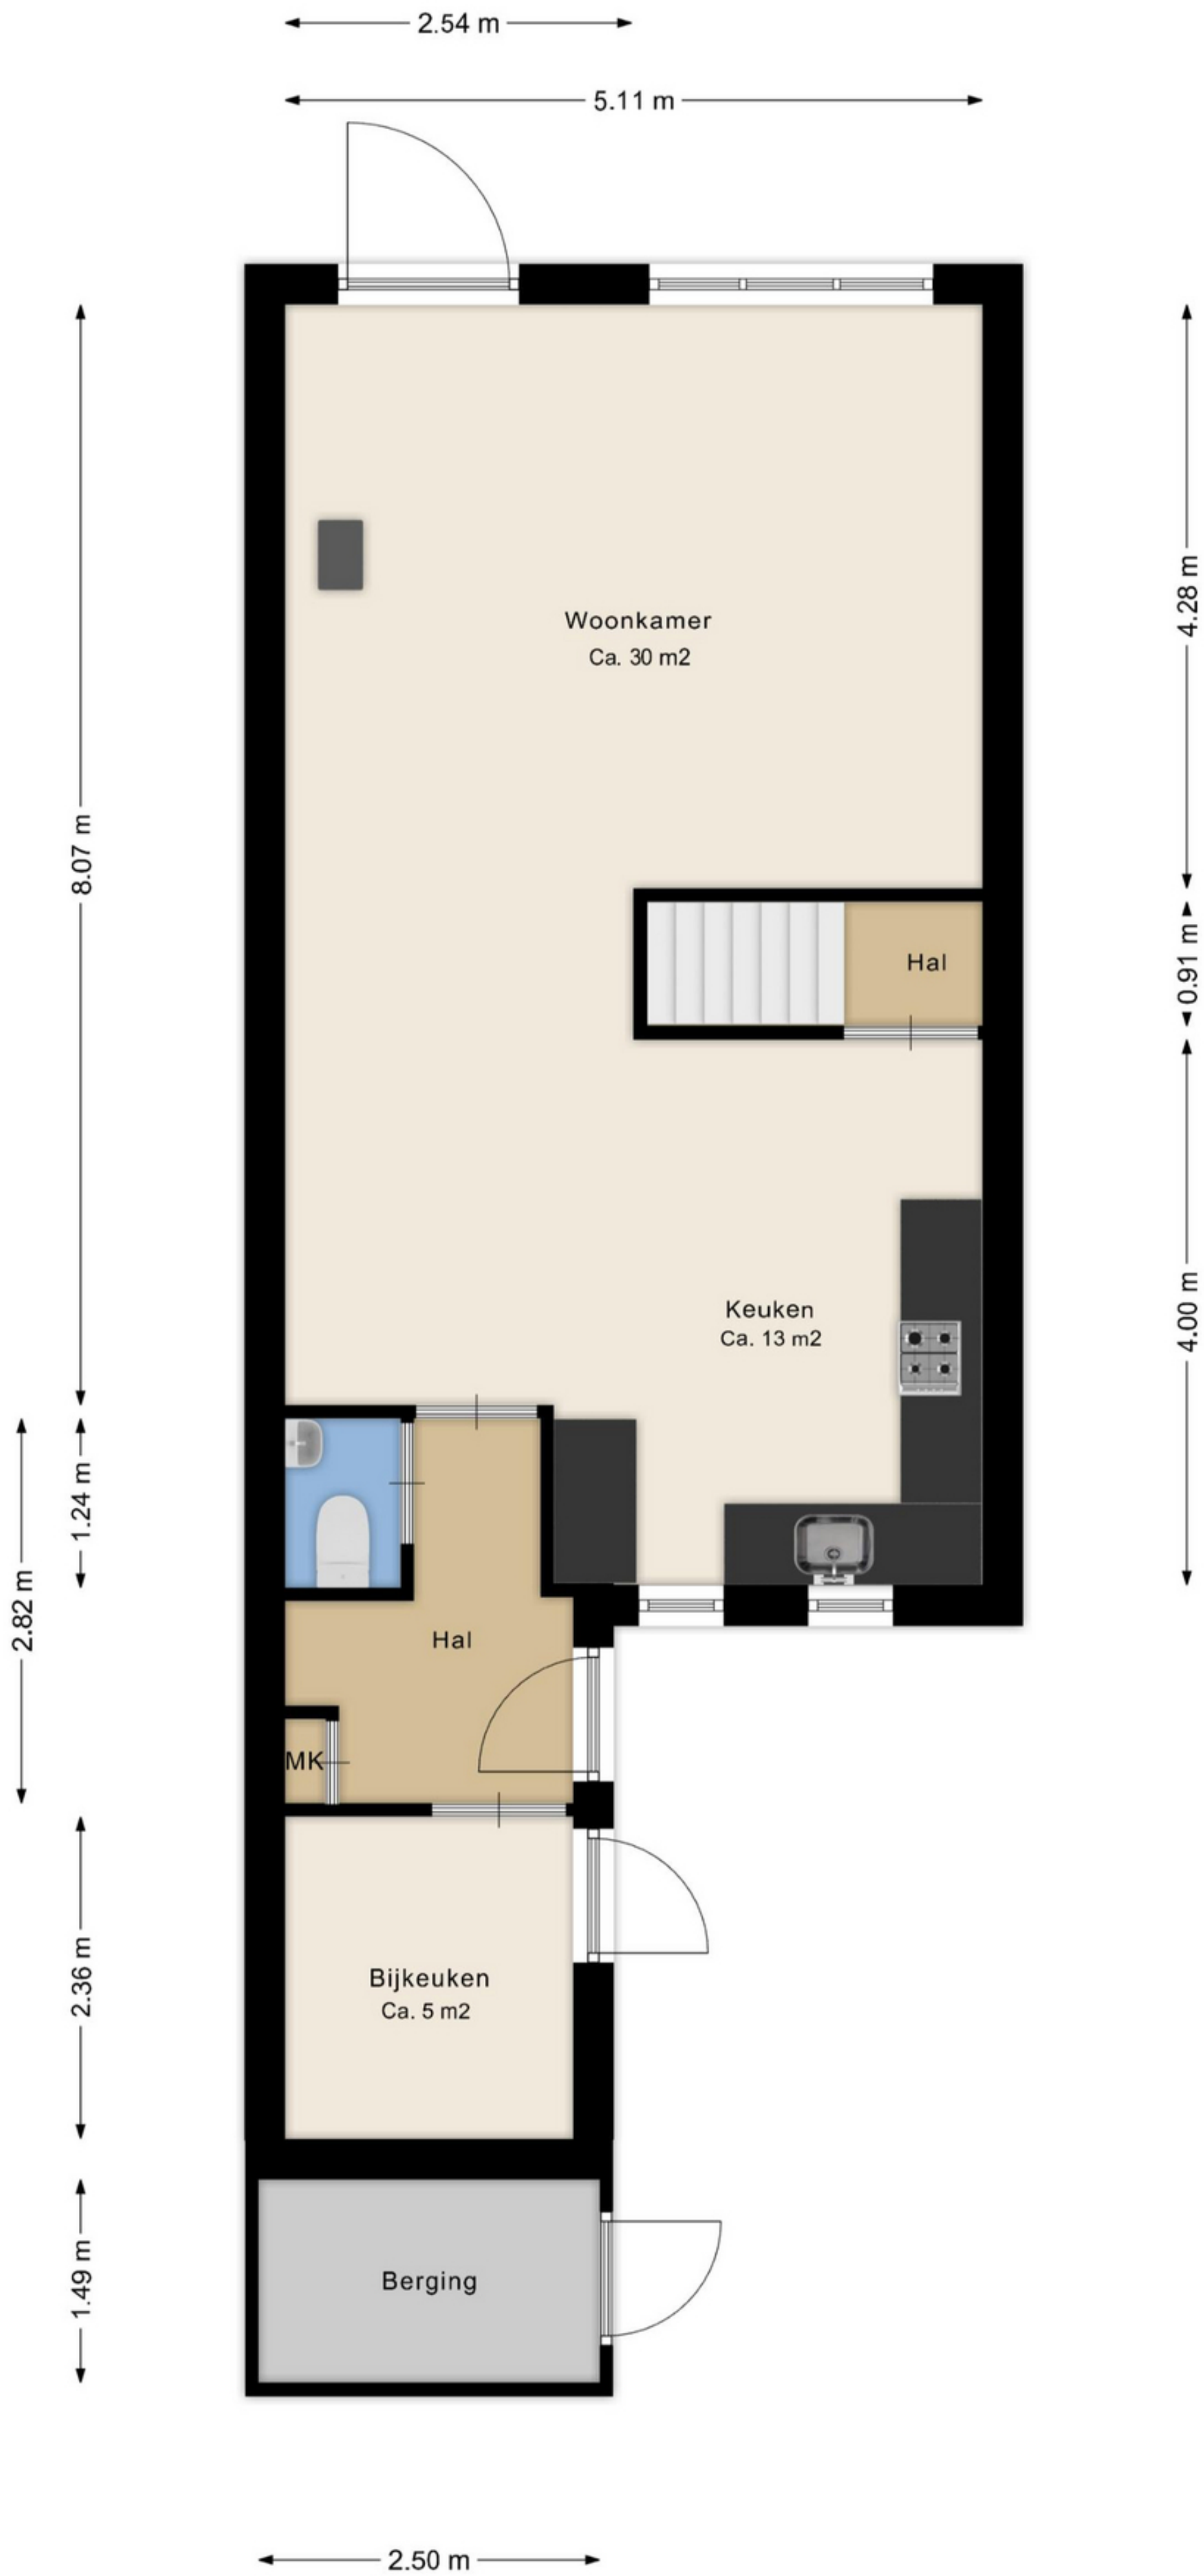 2.54 m
5.11 m
4.28 m
Woonkamer
Ca. 30 m2
8.07 m
0.91 m
Hal
Keuken
Ca. 13 m2
4.00 m
1.24 m
2.82 m
Hal
MK
2.36 m
Bijkeuken
Ca. 5 m2
1.49 m
Berging
2.50 m